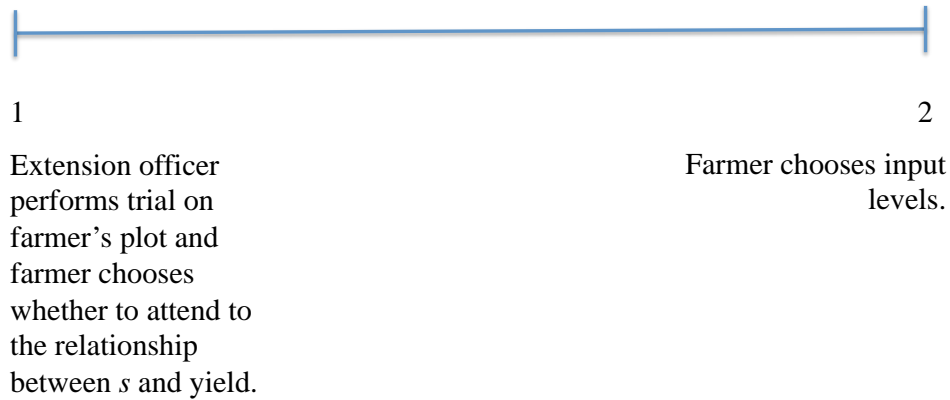 1
2
Extension officer
performs trial on
farmer’s plot and
farmer chooses
whether to attend to
the relationship
between s and yield.
Farmer chooses input
levels.